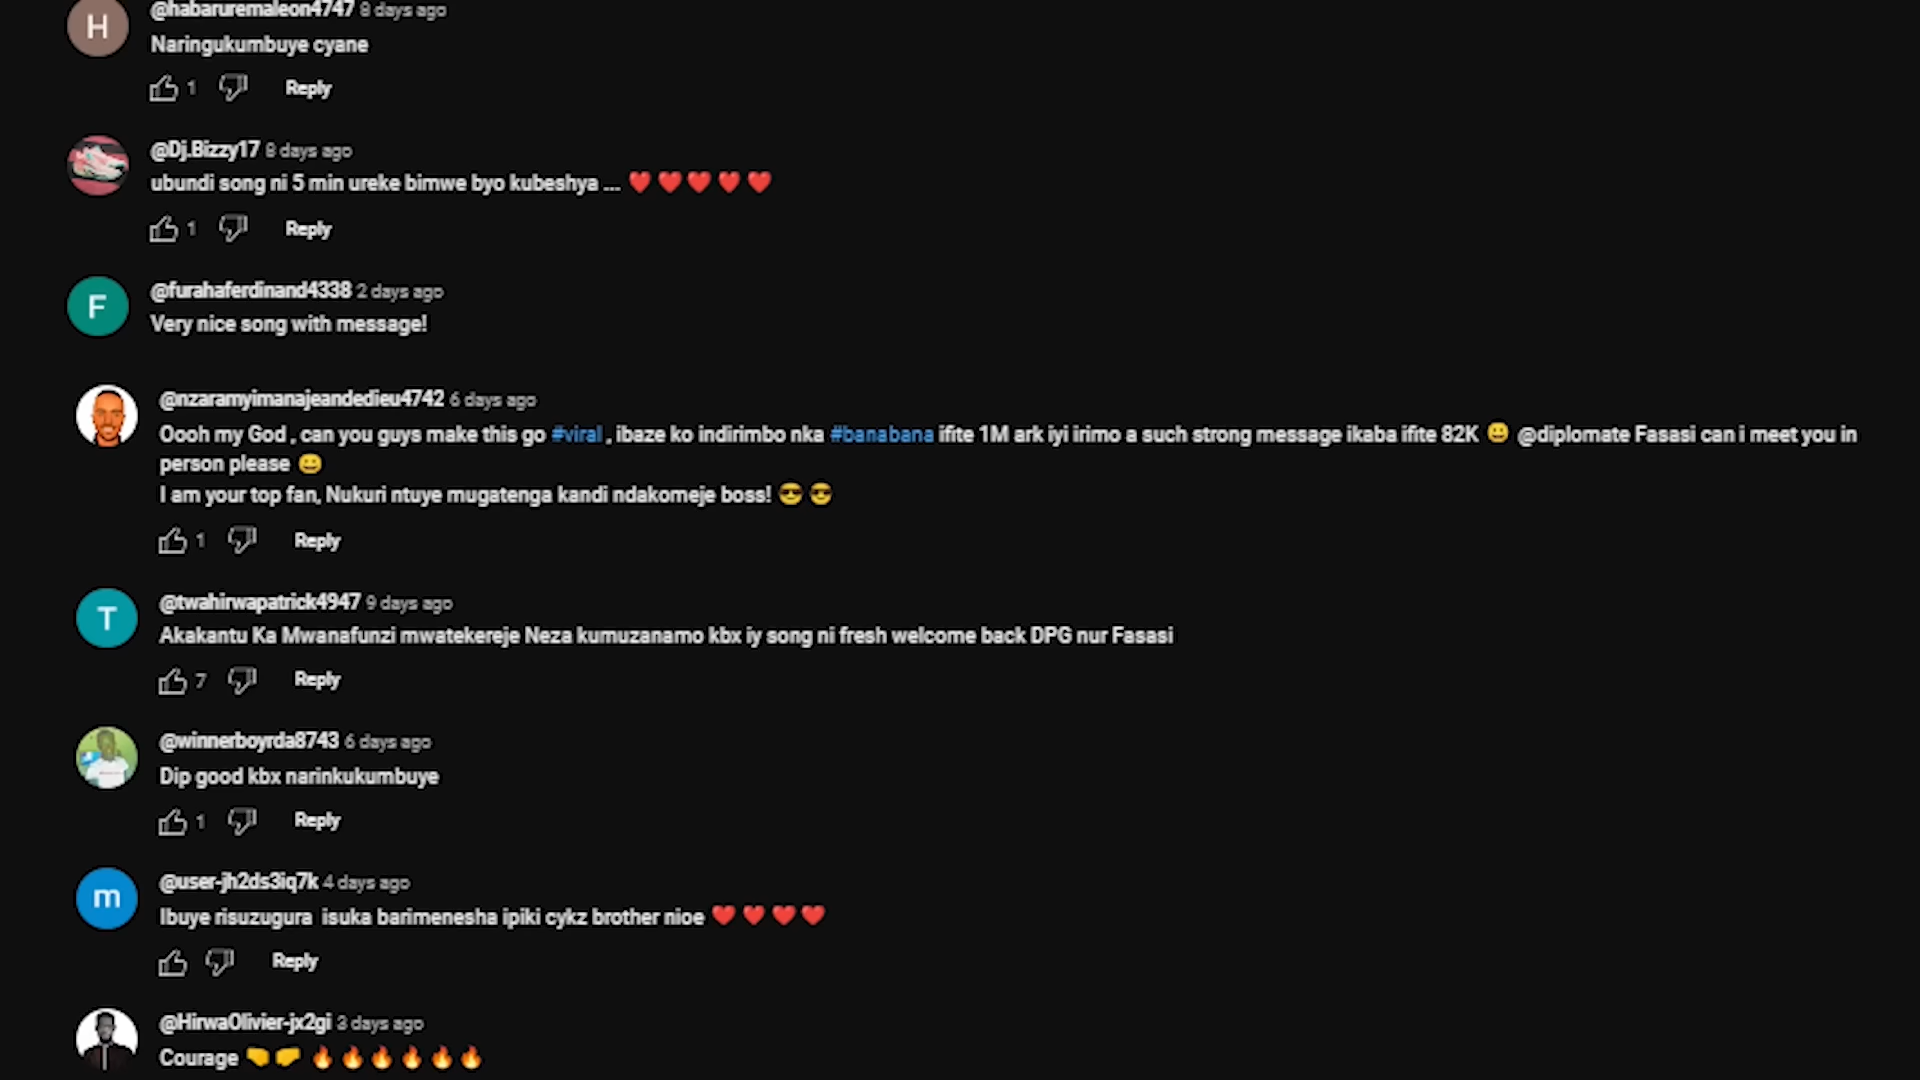 H
@habaruremaleon4747 8 days ago
Naringukumbuye cyane
1 Reply
@Dj.Bizzy17 8 days ago
ubundi song ni 5 min ureke bimwe byo kubeshya ... ❤️❤️❤️❤️❤️
1 Reply
F
@furahaferdinand4338 2 days ago
Very nice song with message!
@nzaramyimanajeandedieu4742 6 days ago
Oooh my God , can you guys make this go #viral , ibaze ko indirimbo nka #banabana ifite 1M ark iyi irimo a such strong message ikaba ifite 82K 😀 @diplomate Fasasi can i meet you in
person please 😀
I am your top fan, Nukuri ntuye mugatenga kandi ndakomeje boss! 😎😎
1 Reply
T
@twahirwapatrick4947 9 days ago
Akakantu Ka Mwanafunzi mwatekereje Neza kumuzanamo kbx iy song ni fresh welcome back DPG nur Fasasi
7 Reply
@winnerboyrda8743 6 days ago
Dip good kbx narinkukumbuye
1 Reply
m
@user-jh2ds3iq7k 4 days ago
Ibuye risuzugura isuka barimenesha ipiki cykz brother nioe ❤️❤️❤️❤️
Reply
@HirwaOlivier-jx2gi 3 days ago
Courage 🤜🤛🔥🔥🔥🔥🔥🔥